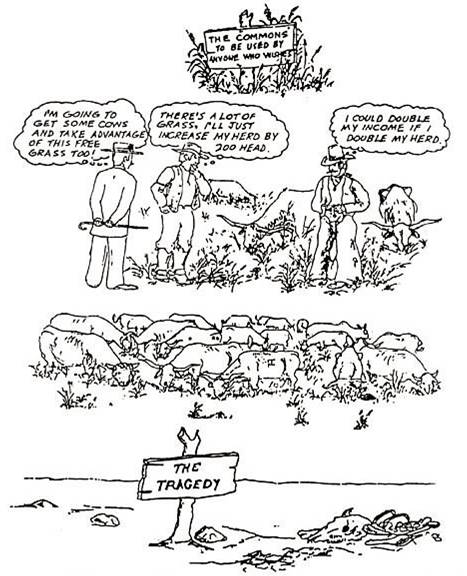 THE COMMONS
TO BE USED BY
ANYONE WHO WISHES
I'M GOING TO
GET SOME COWS
AND TAKE ADVANTAGE
OF THIS FREE
GRASS TOO!
THERE'S A LOT OF
GRASS. I'LL JUST
INCREASE MY HERD BY
200 HEAD.
I COULD DOUBLE
MY INCOME IF I
DOUBLE MY HERD.
THE
TRAGEDY